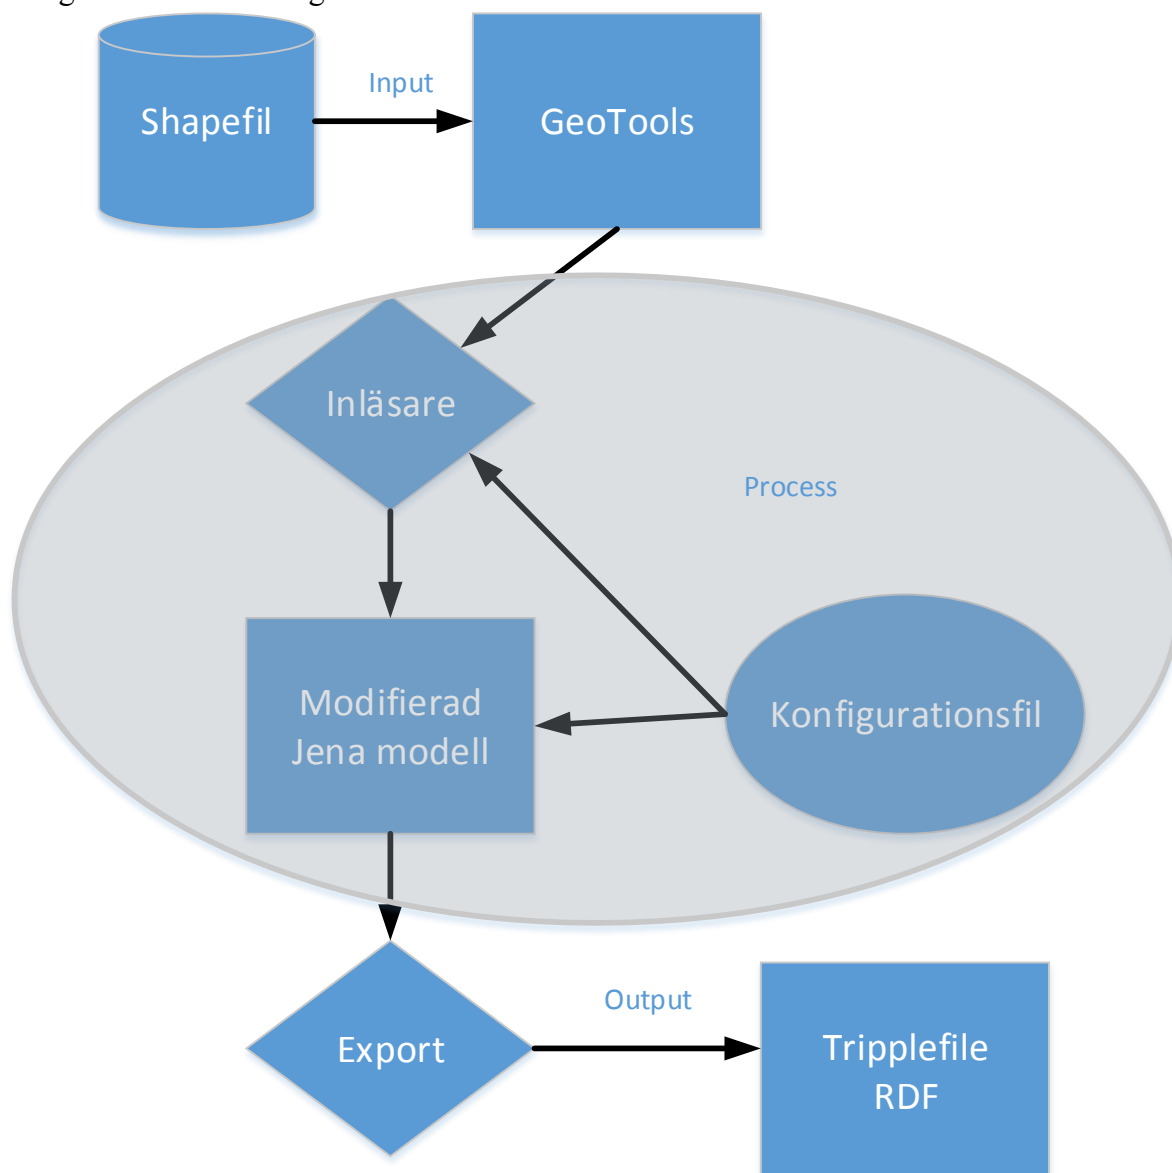 Shapefil
Input
GeoTools
Inläsare
Process
Modifierad
Jena modell
Konfigurationsfil
Export
Output
Tripplefile
RDF